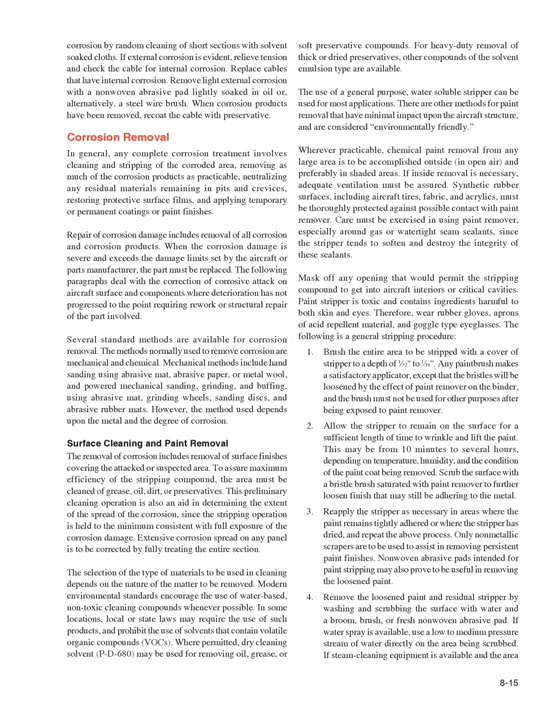 corrosion by random cleaning of short sections with solvent
soaked cloths. If external corrosion is evident, relieve tension
and check the cable for internal corrosion. Replace cables
that have internal corrosion. Remove light external corrosion
with a nonwoven abrasive pad lightly soaked in oil or,
alternatively, a steel wire brush. When corrosion products
have been removed, recoat the cable with preservative.
Corrosion Removal
In general, any complete corrosion treatment involves
cleaning and stripping of the corroded area, removing as
much of the corrosion products as practicable, neutralizing
any residual materials remaining in pits and crevices,
restoring protective surface films, and applying temporary
or permanent coatings or paint finishes.
Repair of corrosion damage includes removal of all corrosion
and corrosion products. When the corrosion damage is
severe and exceeds the damage limits set by the aircraft or
parts manufacturer, the part must be replaced. The following
paragraphs deal with the correction of corrosive attack on
aircraft surface and components where deterioration has not
progressed to the point requiring rework or structural repair
of the part involved.
Several standard methods are available for corrosion
removal. The methods normally used to remove corrosion are
mechanical and chemical. Mechanical methods include hand
sanding using abrasive mat, abrasive paper, or metal wool,
and powered mechanical sanding, grinding, and buffing,
using abrasive mat, grinding wheels, sanding discs, and
abrasive rubber mats. However, the method used depends
upon the metal and the degree of corrosion.
Surface Cleaning and Paint Removal
The removal of corrosion includes removal of surface finishes
covering the attacked or suspected area. To assure maximum
efficiency of the stripping compound, the area must be
cleaned of grease, oil, dirt, or preservatives. This preliminary
cleaning operation is also an aid in determining the extent
of the spread of the corrosion, since the stripping operation
is held to the minimum consistent with full exposure of the
corrosion damage. Extensive corrosion spread on any panel
is to be corrected by fully treating the entire section.
The selection of the type of materials to be used in cleaning
depends on the nature of the matter to be removed. Modern
environmental standards encourage the use of water-based,
non-toxic cleaning compounds whenever possible. In some
locations, local or state laws may require the use of such
products, and prohibit the use of solvents that contain volatile
organic compounds (VOCs). Where permitted, dry cleaning
solvent (P-D-680) may be used for removing oil, grease, or
soft preservative compounds. For heavy-duty removal of
thick or dried preservatives, other compounds of the solvent
emulsion type are available.
The use of a general purpose, water soluble stripper can be
used for most applications. There are other methods for paint
removal that have minimal impact upon the aircraft structure,
and are considered “environmentally friendly.”
Wherever practicable, chemical paint removal from any
large area is to be accomplished outside (in open air) and
preferably in shaded areas. If inside removal is necessary,
adequate ventilation must be assured. Synthetic rubber
surfaces, including aircraft tires, fabric, and acrylics, must
be thoroughly protected against possible contact with paint
remover. Care must be exercised in using paint remover,
especially around gas or watertight seam sealants, since
the stripper tends to soften and destroy the integrity of
these sealants.
Mask off any opening that would permit the stripping
compound to get into aircraft interiors or critical cavities.
Paint stripper is toxic and contains ingredients harmful to
both skin and eyes. Therefore, wear rubber gloves, aprons
of acid repellent material, and goggle type eyeglasses. The
following is a general stripping procedure:
1. Brush the entire area to be stripped with a cover of
stripper to a depth of 1⁄32" to 1⁄16". Any paintbrush makes
a satisfactory applicator, except that the bristles will be
loosened by the effect of paint remover on the binder,
and the brush must not be used for other purposes after
being exposed to paint remover.
2. Allow the stripper to remain on the surface for a
sufficient length of time to wrinkle and lift the paint.
This may be from 10 minutes to several hours,
depending on temperature, humidity, and the condition
of the paint coat being removed. Scrub the surface with
a bristle brush saturated with paint remover to further
loosen finish that may still be adhering to the metal.
3. Reapply the stripper as necessary in areas where the
paint remains tightly adhered or where the stripper has
dried, and repeat the above process. Only nonmetallic
scrapers are to be used to assist in removing persistent
paint finishes. Nonwoven abrasive pads intended for
paint stripping may also prove to be useful in removing
the loosened paint.
4. Remove the loosened paint and residual stripper by
washing and scrubbing the surface with water and
a broom, brush, or fresh nonwoven abrasive pad. If
water spray is available, use a low to medium pressure
stream of water directly on the area being scrubbed.
If steam-cleaning equipment is available and the area
8-15